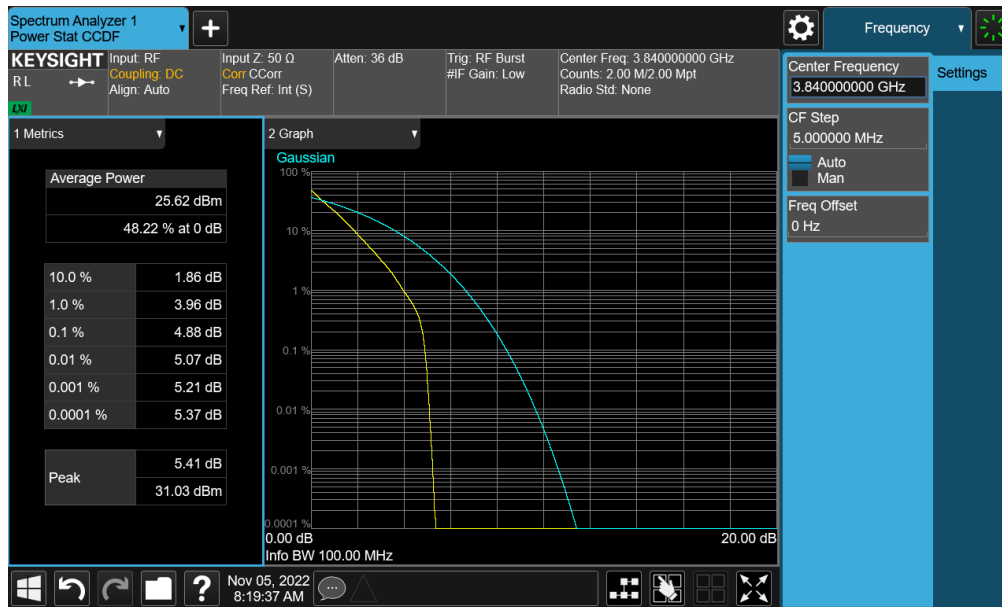 Spectrum Analyzer 1
Power Stat CCDF
+
Frequency
KEYSIGHT
RL
LXI
Input: RF
Coupling: DC
Align: Auto
Input Z: 50 Ω
Corr CCorr
Freq Ref: Int (S)
Atten: 36 dB
Trig: RF Burst
#IF Gain: Low
Center Freq: 3.840000000 GHz
Counts: 2.00 M/2.00 Mpt
Radio Std: None
Center Frequency
3.840000000 GHz
Settings
CF Step
5.000000 MHz
Auto
Man
Freq Offset
0 Hz
1 Metrics
Average Power
25.62 dBm
48.22 % at 0 dB
10.0 % 1.86 dB
1.0 % 3.96 dB
0.1 % 4.88 dB
0.01 % 5.07 dB
0.001 % 5.21 dB
0.0001 % 5.37 dB
Peak 5.41 dB
31.03 dBm
2 Graph
Gaussian
100 %
10 %
1 %
0.1 %
0.01 %
0.001 %
0.0001 %
0.00 dB 20.00 dB
Info BW 100.00 MHz
?
Nov 05, 2022
8:19:37 AM